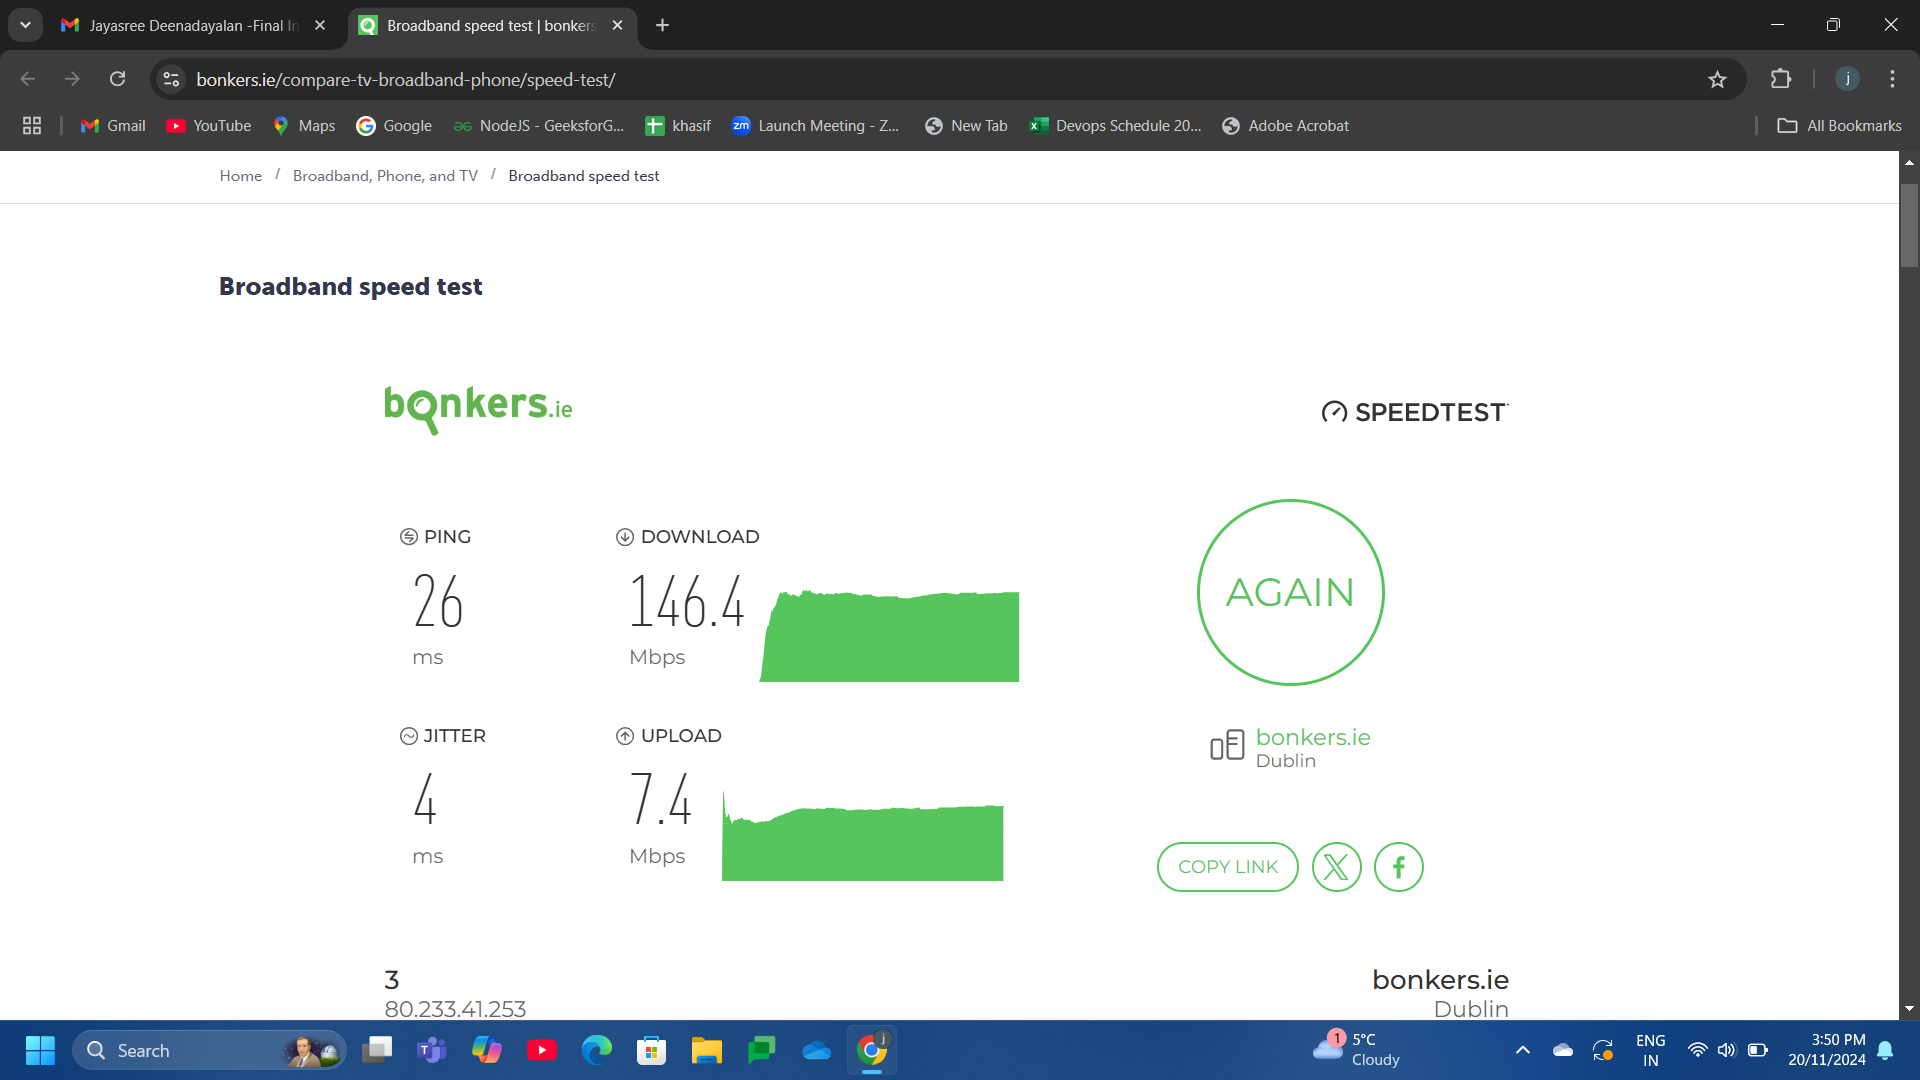 Jayasree Deenadayalan -Final In
Broadband speed test | bonkers
bonkers.ie/compare-tv-broadband-phone/speed-test/
Gmail
YouTube
Maps
Google
NodeJS - GeeksforG...
khasif
Launch Meeting - Z...
New Tab
Devops Schedule 20...
Adobe Acrobat
All Bookmarks
Home / Broadband, Phone, and TV / Broadband speed test
Broadband speed test
bonkers.ie
SPEEDTEST
PING
26
ms
DOWNLOAD
146.4
Mbps
AGAIN
JITTER
4
ms
UPLOAD
7.4
Mbps
bonkers.ie
Dublin
COPY LINK
3
80.233.41.253
bonkers.ie
Dublin
Search
1
5°C
Cloudy
ENG
IN
3:50 PM
20/11/2024